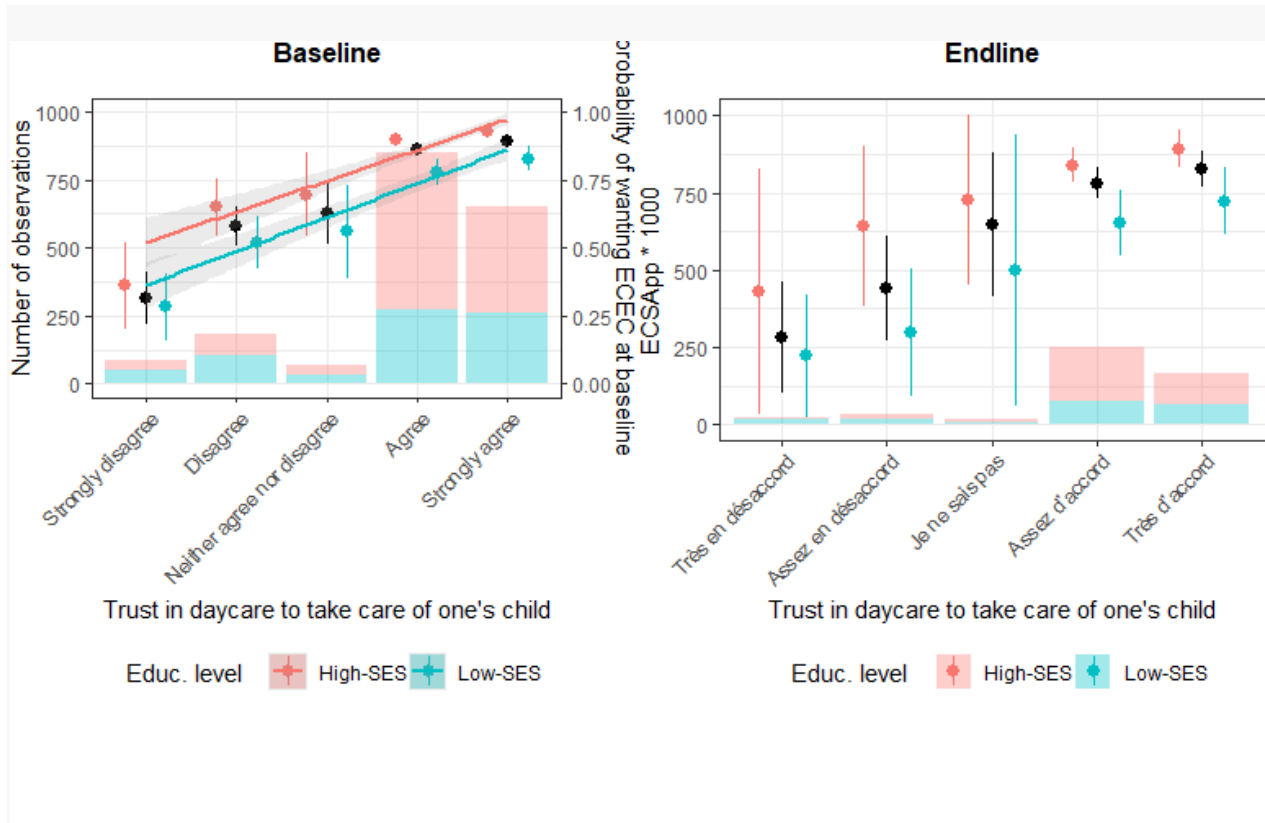 Baseline
Endline
Number of observations
1000
750
500
250
0
1.00
0.75
0.50
0.25
0.00
probability of wanting ECEC at baseline
Strongly disagree
Disagree
Neither agree nor disagree
Agree
Strongly agree
Trust in daycare to take care of one's child
Educ. level
High-SES
Low-SES
ECSApp * 1000
1000
750
500
250
0
Très en désaccord
Assez en désaccord
Je ne sais pas
Assez d'accord
Très d'accord
Trust in daycare to take care of one's child
Educ. level
High-SES
Low-SES